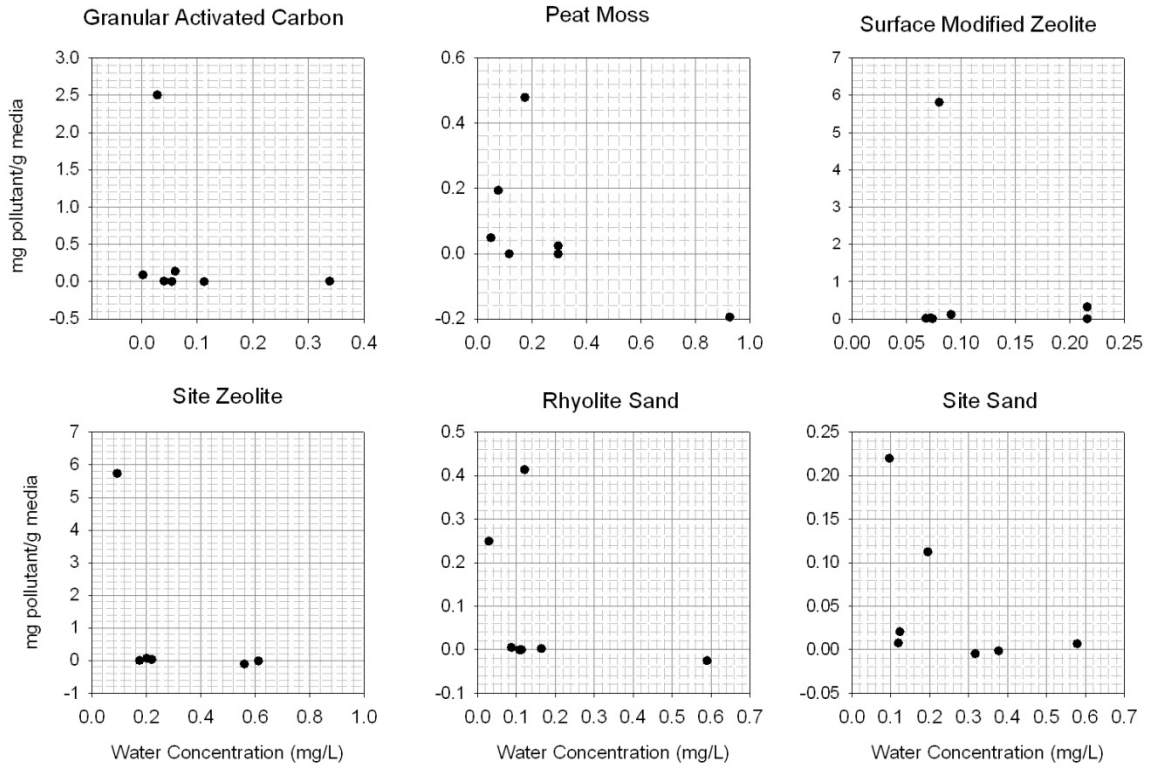 Granular Activated Carbon
Peat Moss
Surface Modified Zeolite
mg pollutant/g media
3.0
2.5
2.0
1.5
1.0
0.5
0.0
-0.5
0.0 0.1 0.2 0.3 0.4
0.6
0.4
0.2
0.0
-0.2
0.0 0.2 0.4 0.6 0.8 1.0
7
6
5
4
3
2
1
0
0.00 0.05 0.10 0.15 0.20 0.25
Site Zeolite
Rhyolite Sand
Site Sand
mg pollutant/g media
7
6
5
4
3
2
1
0
-1
0.0 0.2 0.4 0.6 0.8 1.0
Water Concentration (mg/L)
0.5
0.4
0.3
0.2
0.1
0.0
-0.1
0.0 0.1 0.2 0.3 0.4 0.5 0.6 0.7
Water Concentration (mg/L)
0.25
0.20
0.15
0.10
0.05
0.00
-0.05
0.0 0.1 0.2 0.3 0.4 0.5 0.6 0.7
Water Concentration (mg/L)